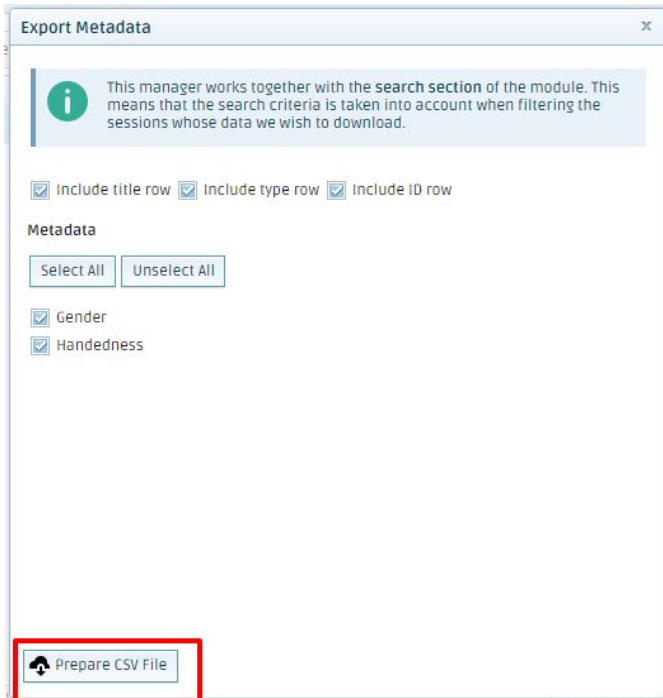 Export Metadata x
This manager works together with the search section of the module. This
means that the search criteria is taken into account when filtering the
sessions whose data we wish to download.
Include title row Include type row Include ID row
Metadata
Select All Unselect All
Gender
Handedness
Prepare CSV File